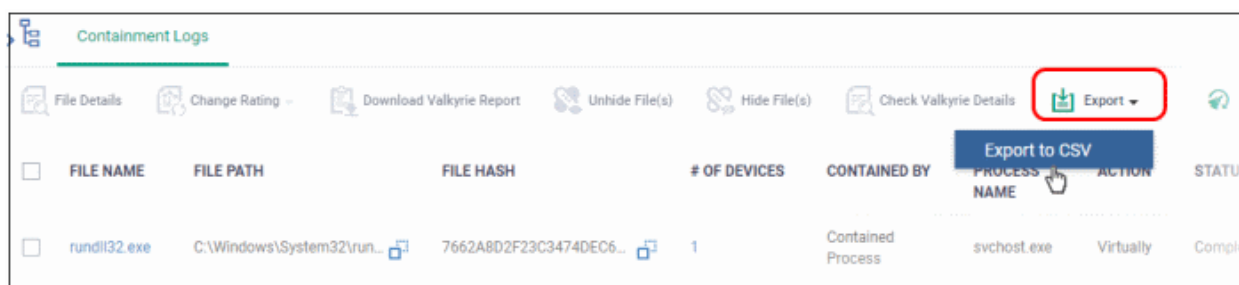 Containment Logs
File Details Change Rating Download Valkyrie Report Unhide File(s) Hide File(s) Check Valkyrie Details Export
Export to CSV
FILE NAME FILE PATH FILE HASH # OF DEVICES CONTAINED BY PROCESS NAME ACTION STATU
rundll32.exe C:\Windows\System32\run... 7662A8D2F23C3474DEC6... 1 Contained Process svchost.exe Virtually Compl